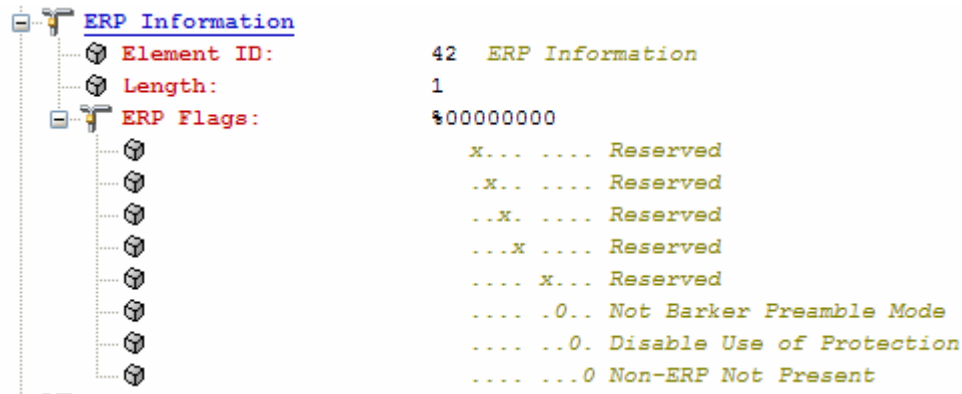 ERP Information
Element ID: 42 ERP Information
Length: 1
ERP Flags: %00000000
x... .... Reserved
.x.. .... Reserved
..x. .... Reserved
...x .... Reserved
.... x... Reserved
.... .0.. Not Barker Preamble Mode
.... ..0. Disable Use of Protection
.... ...0 Non-ERP Not Present